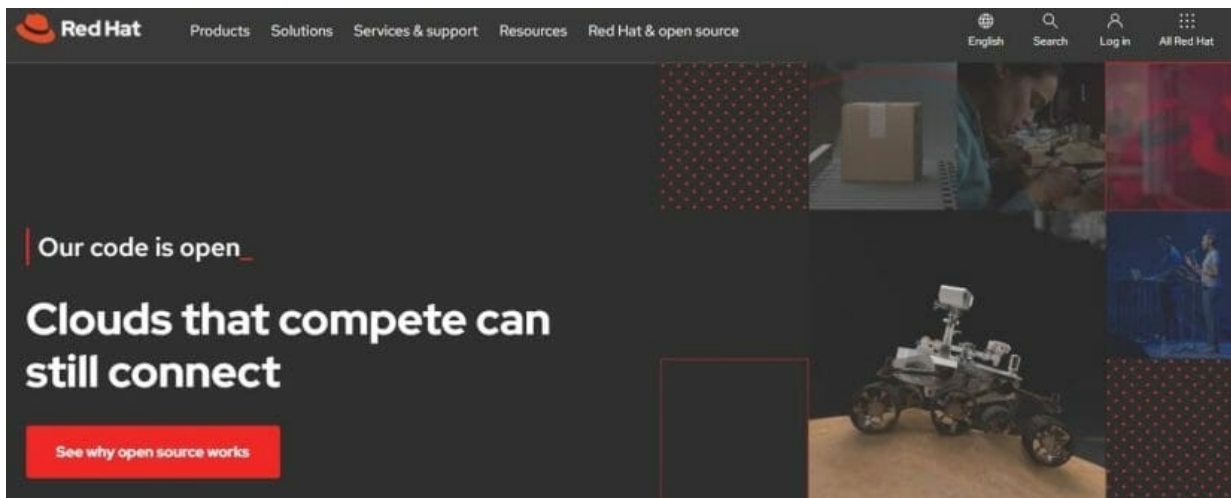 Red Hat
Products Solutions Services & support Resources Red Hat & open source
English Search Log in All Red Hat
Our code is open_
Clouds that compete can
still connect
See why open source works